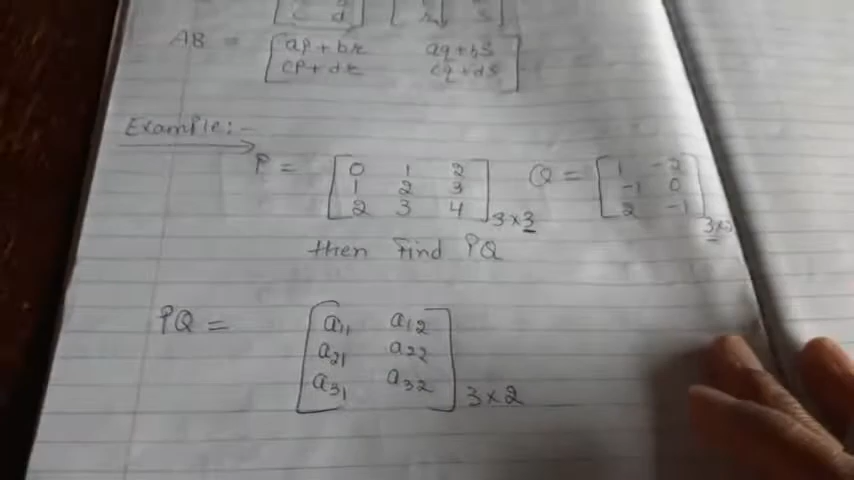 AB = [ap+br aq+bs
cp+dr cq+ds]
Example:-
P = [0 1 2 Q = [1 -2
1 2 3 -1 0
2 3 4] 3×3 2 -1]
then find PQ
PQ = [a11 a12
a21 a22
a31 a32] 3×2